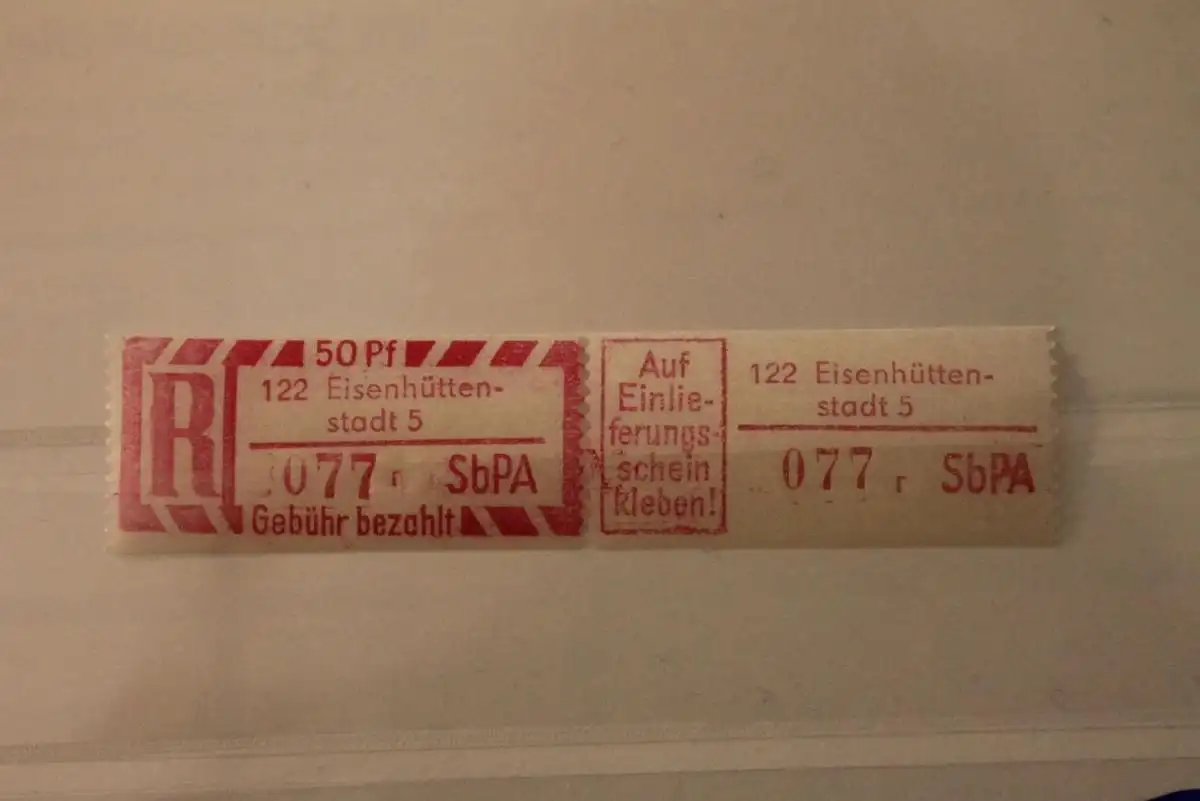 50 Pf
R
122 Eisenhütten-
stadt 5
077 r SbPA
Gebühr bezahlt
Auf
Einlie-
ferungs-
schein
kleben!
122 Eisenhütten-
stadt 5
077 r SbPA